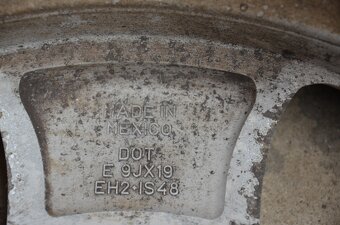 MADE IN
MEXICO
DOT
E 9JX19
EH2+IS48